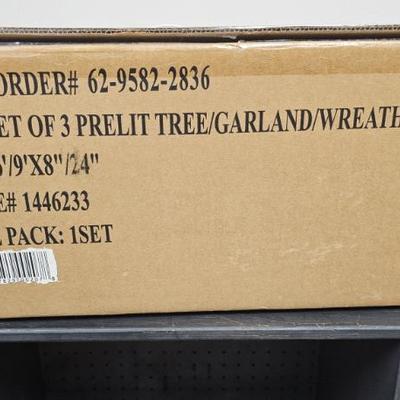 ORDER# 62-9582-2836
ET OF 3 PRELIT TREE/GARLAND/WREATH
'/9'X8"/24"
E# 1446233
PACK: 1SET